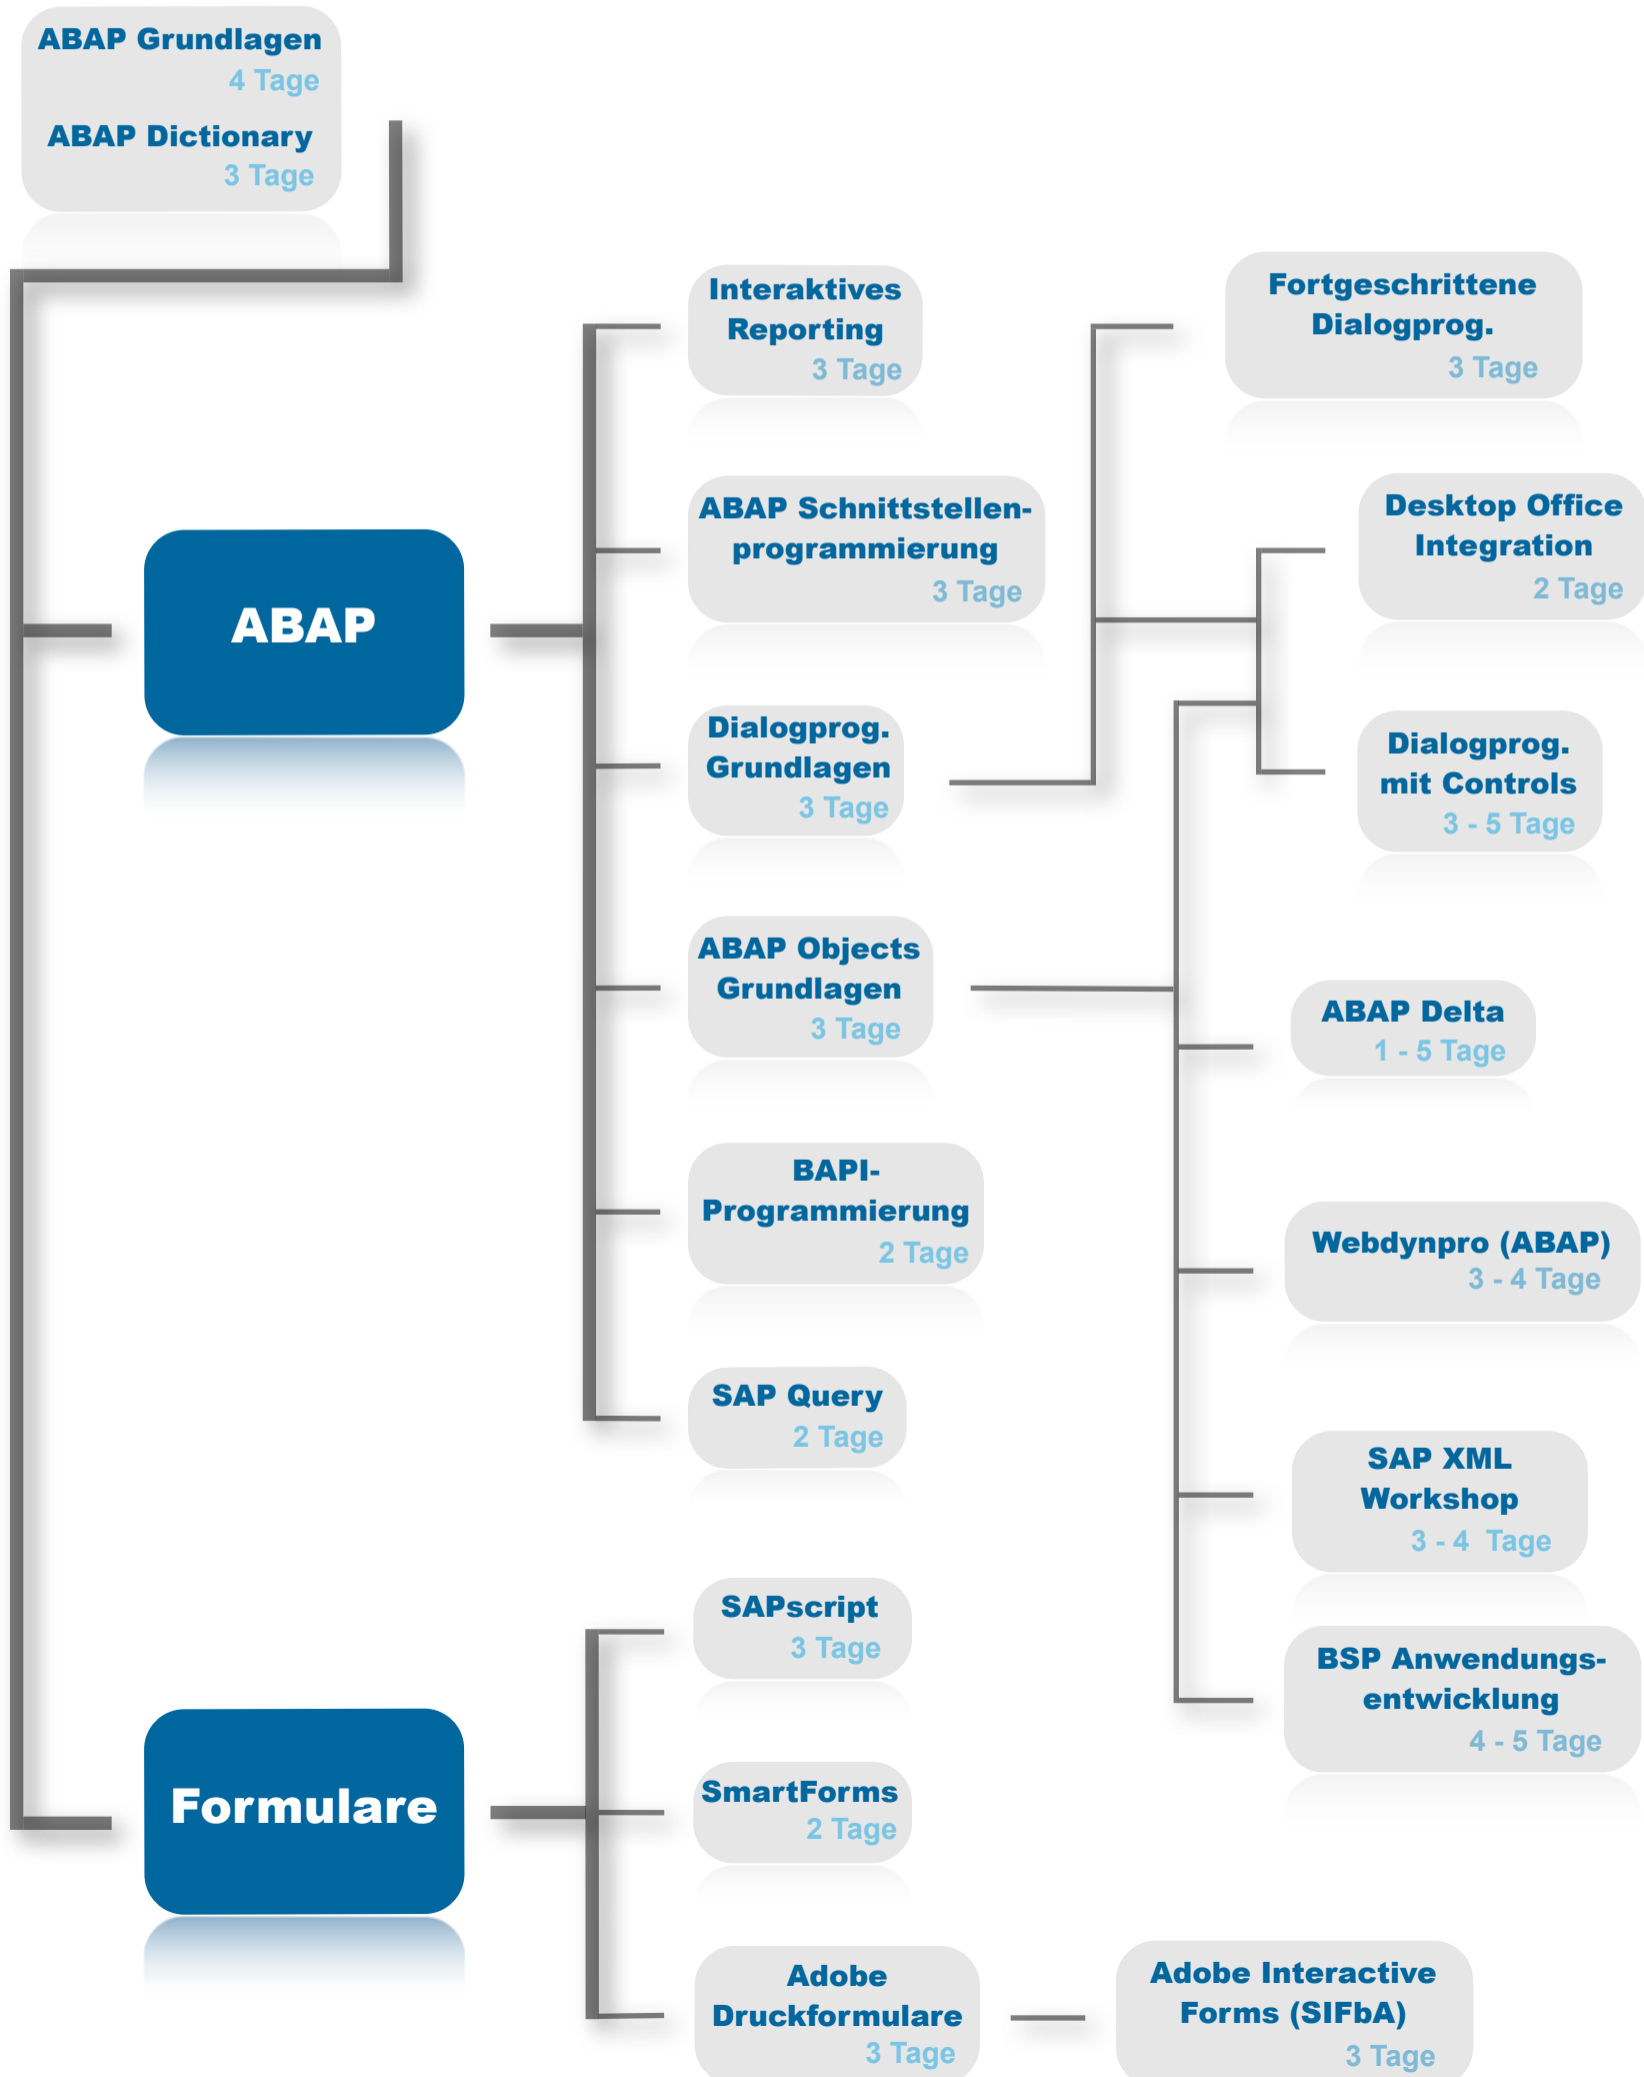 ABAP Grundlagen
4 Tage
ABAP Dictionary
3 Tage
ABAP
Interaktives
Reporting
3 Tage
ABAP Schnittstellen-
programmierung
3 Tage
Dialogprog.
Grundlagen
3 Tage
ABAP Objects
Grundlagen
3 Tage
BAPI-
Programmierung
2 Tage
SAP Query
2 Tage
Fortgeschrittene
Dialogprog.
3 Tage
Desktop Office
Integration
2 Tage
Dialogprog.
mit Controls
3 - 5 Tage
ABAP Delta
1 - 5 Tage
Webdynpro (ABAP)
3 - 4 Tage
SAP XML
Workshop
3 - 4 Tage
BSP Anwendungs-
entwicklung
4 - 5 Tage
Formulare
SAPscript
3 Tage
SmartForms
2 Tage
Adobe
Druckformulare
3 Tage
Adobe Interactive
Forms (SIFbA)
3 Tage